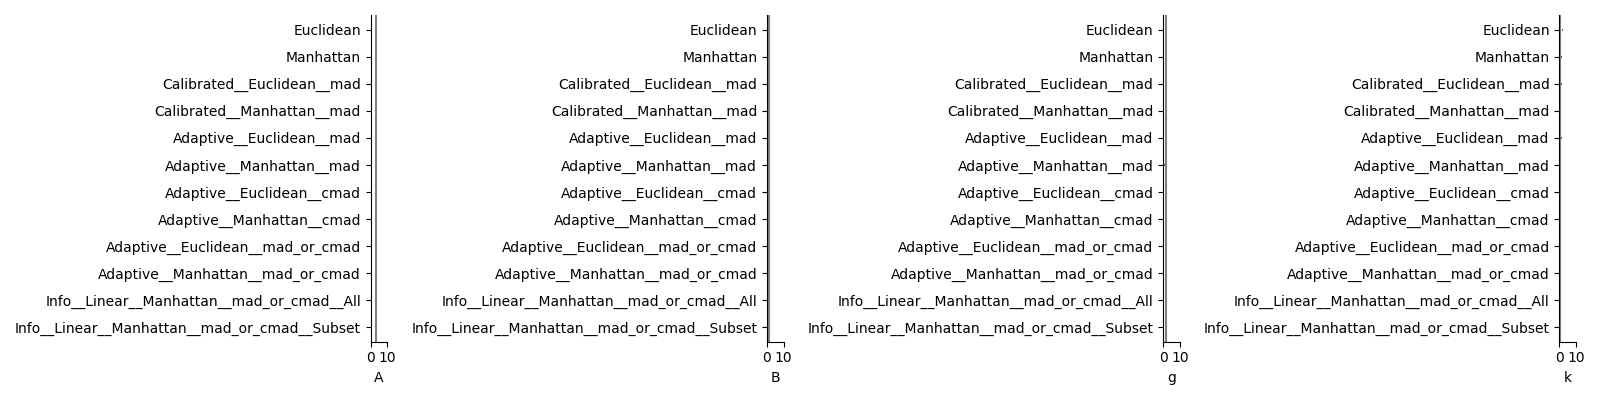 Euclidean
Manhattan
Calibrated__Euclidean__mad
Calibrated__Manhattan__mad
Adaptive__Euclidean__mad
Adaptive__Manhattan__mad
Adaptive__Euclidean__cmad
Adaptive__Manhattan__cmad
Adaptive__Euclidean__mad_or_cmad
Adaptive__Manhattan__mad_or_cmad
Info__Linear__Manhattan__mad_or_cmad__All
Info__Linear__Manhattan__mad_or_cmad__Subset
0 10
A
Euclidean
Manhattan
Calibrated__Euclidean__mad
Calibrated__Manhattan__mad
Adaptive__Euclidean__mad
Adaptive__Manhattan__mad
Adaptive__Euclidean__cmad
Adaptive__Manhattan__cmad
Adaptive__Euclidean__mad_or_cmad
Adaptive__Manhattan__mad_or_cmad
Info__Linear__Manhattan__mad_or_cmad__All
Info__Linear__Manhattan__mad_or_cmad__Subset
0 10
B
Euclidean
Manhattan
Calibrated__Euclidean__mad
Calibrated__Manhattan__mad
Adaptive__Euclidean__mad
Adaptive__Manhattan__mad
Adaptive__Euclidean__cmad
Adaptive__Manhattan__cmad
Adaptive__Euclidean__mad_or_cmad
Adaptive__Manhattan__mad_or_cmad
Info__Linear__Manhattan__mad_or_cmad__All
Info__Linear__Manhattan__mad_or_cmad__Subset
0 10
g
Euclidean
Manhattan
Calibrated__Euclidean__mad
Calibrated__Manhattan__mad
Adaptive__Euclidean__mad
Adaptive__Manhattan__mad
Adaptive__Euclidean__cmad
Adaptive__Manhattan__cmad
Adaptive__Euclidean__mad_or_cmad
Adaptive__Manhattan__mad_or_cmad
Info__Linear__Manhattan__mad_or_cmad__All
Info__Linear__Manhattan__mad_or_cmad__Subset
0 10
k